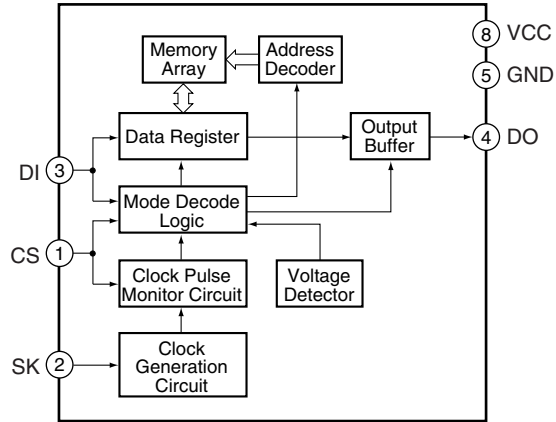 8 VCC
Memory
Array
Address
Decoder
5 GND
Data Register
Output
Buffer
4 DO
DI 3
Mode Decode
Logic
CS 1
Clock Pulse
Monitor Circuit
Voltage
Detector
SK 2
Clock
Generation
Circuit